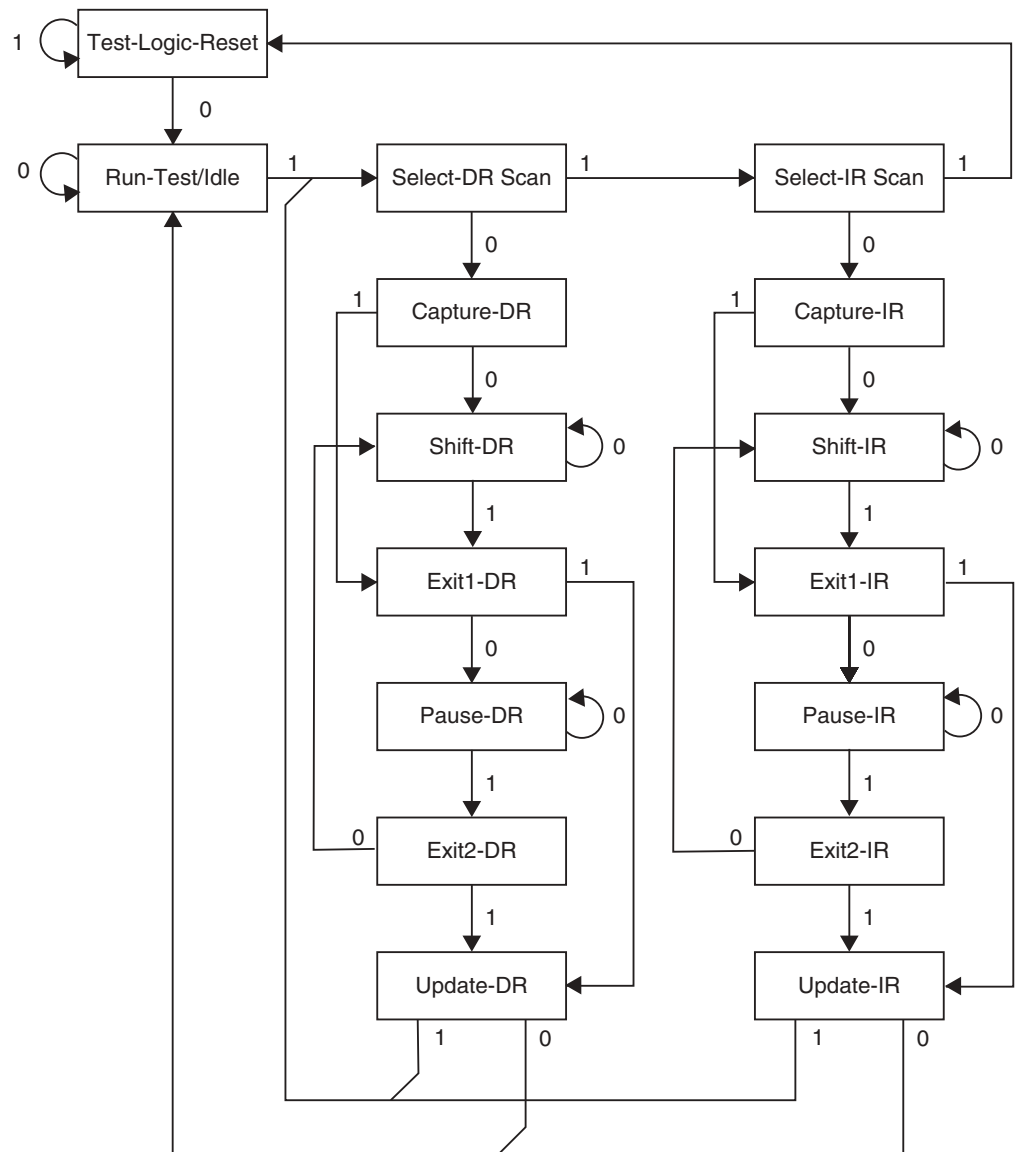 1 Test-Logic-Reset
0
0 Run-Test/Idle 1 Select-DR Scan 1 Select-IR Scan 1
0 0
1 Capture-DR 1 Capture-IR
0 0
Shift-DR 0 Shift-IR 0
1 1
Exit1-DR 1 Exit1-IR 1
0 0
Pause-DR 0 Pause-IR 0
1 1
0 Exit2-DR 0 Exit2-IR
1 1
Update-DR Update-IR
1 0 1 0